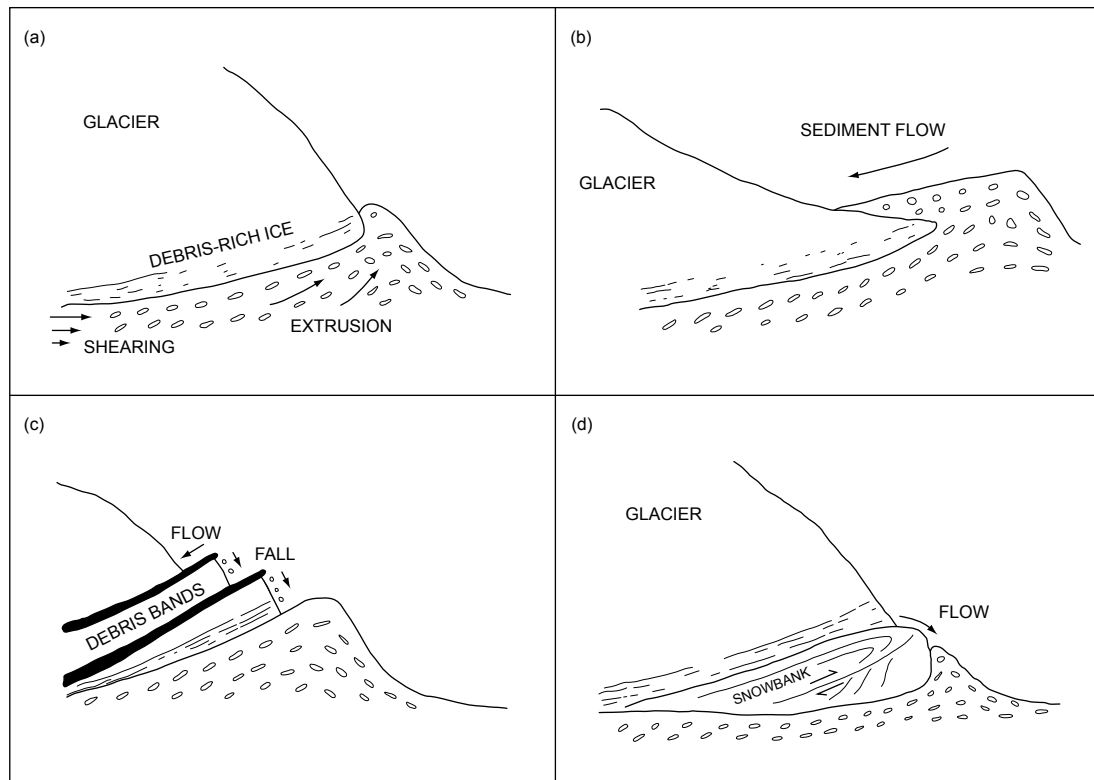 (a)
GLACIER
DEBRIS-RICH ICE
EXTRUSION
SHEARING
(b)
SEDIMENT FLOW
GLACIER
(c)
FLOW
FALL
DEBRIS BANDS
(d)
GLACIER
FLOW
SNOWBANK